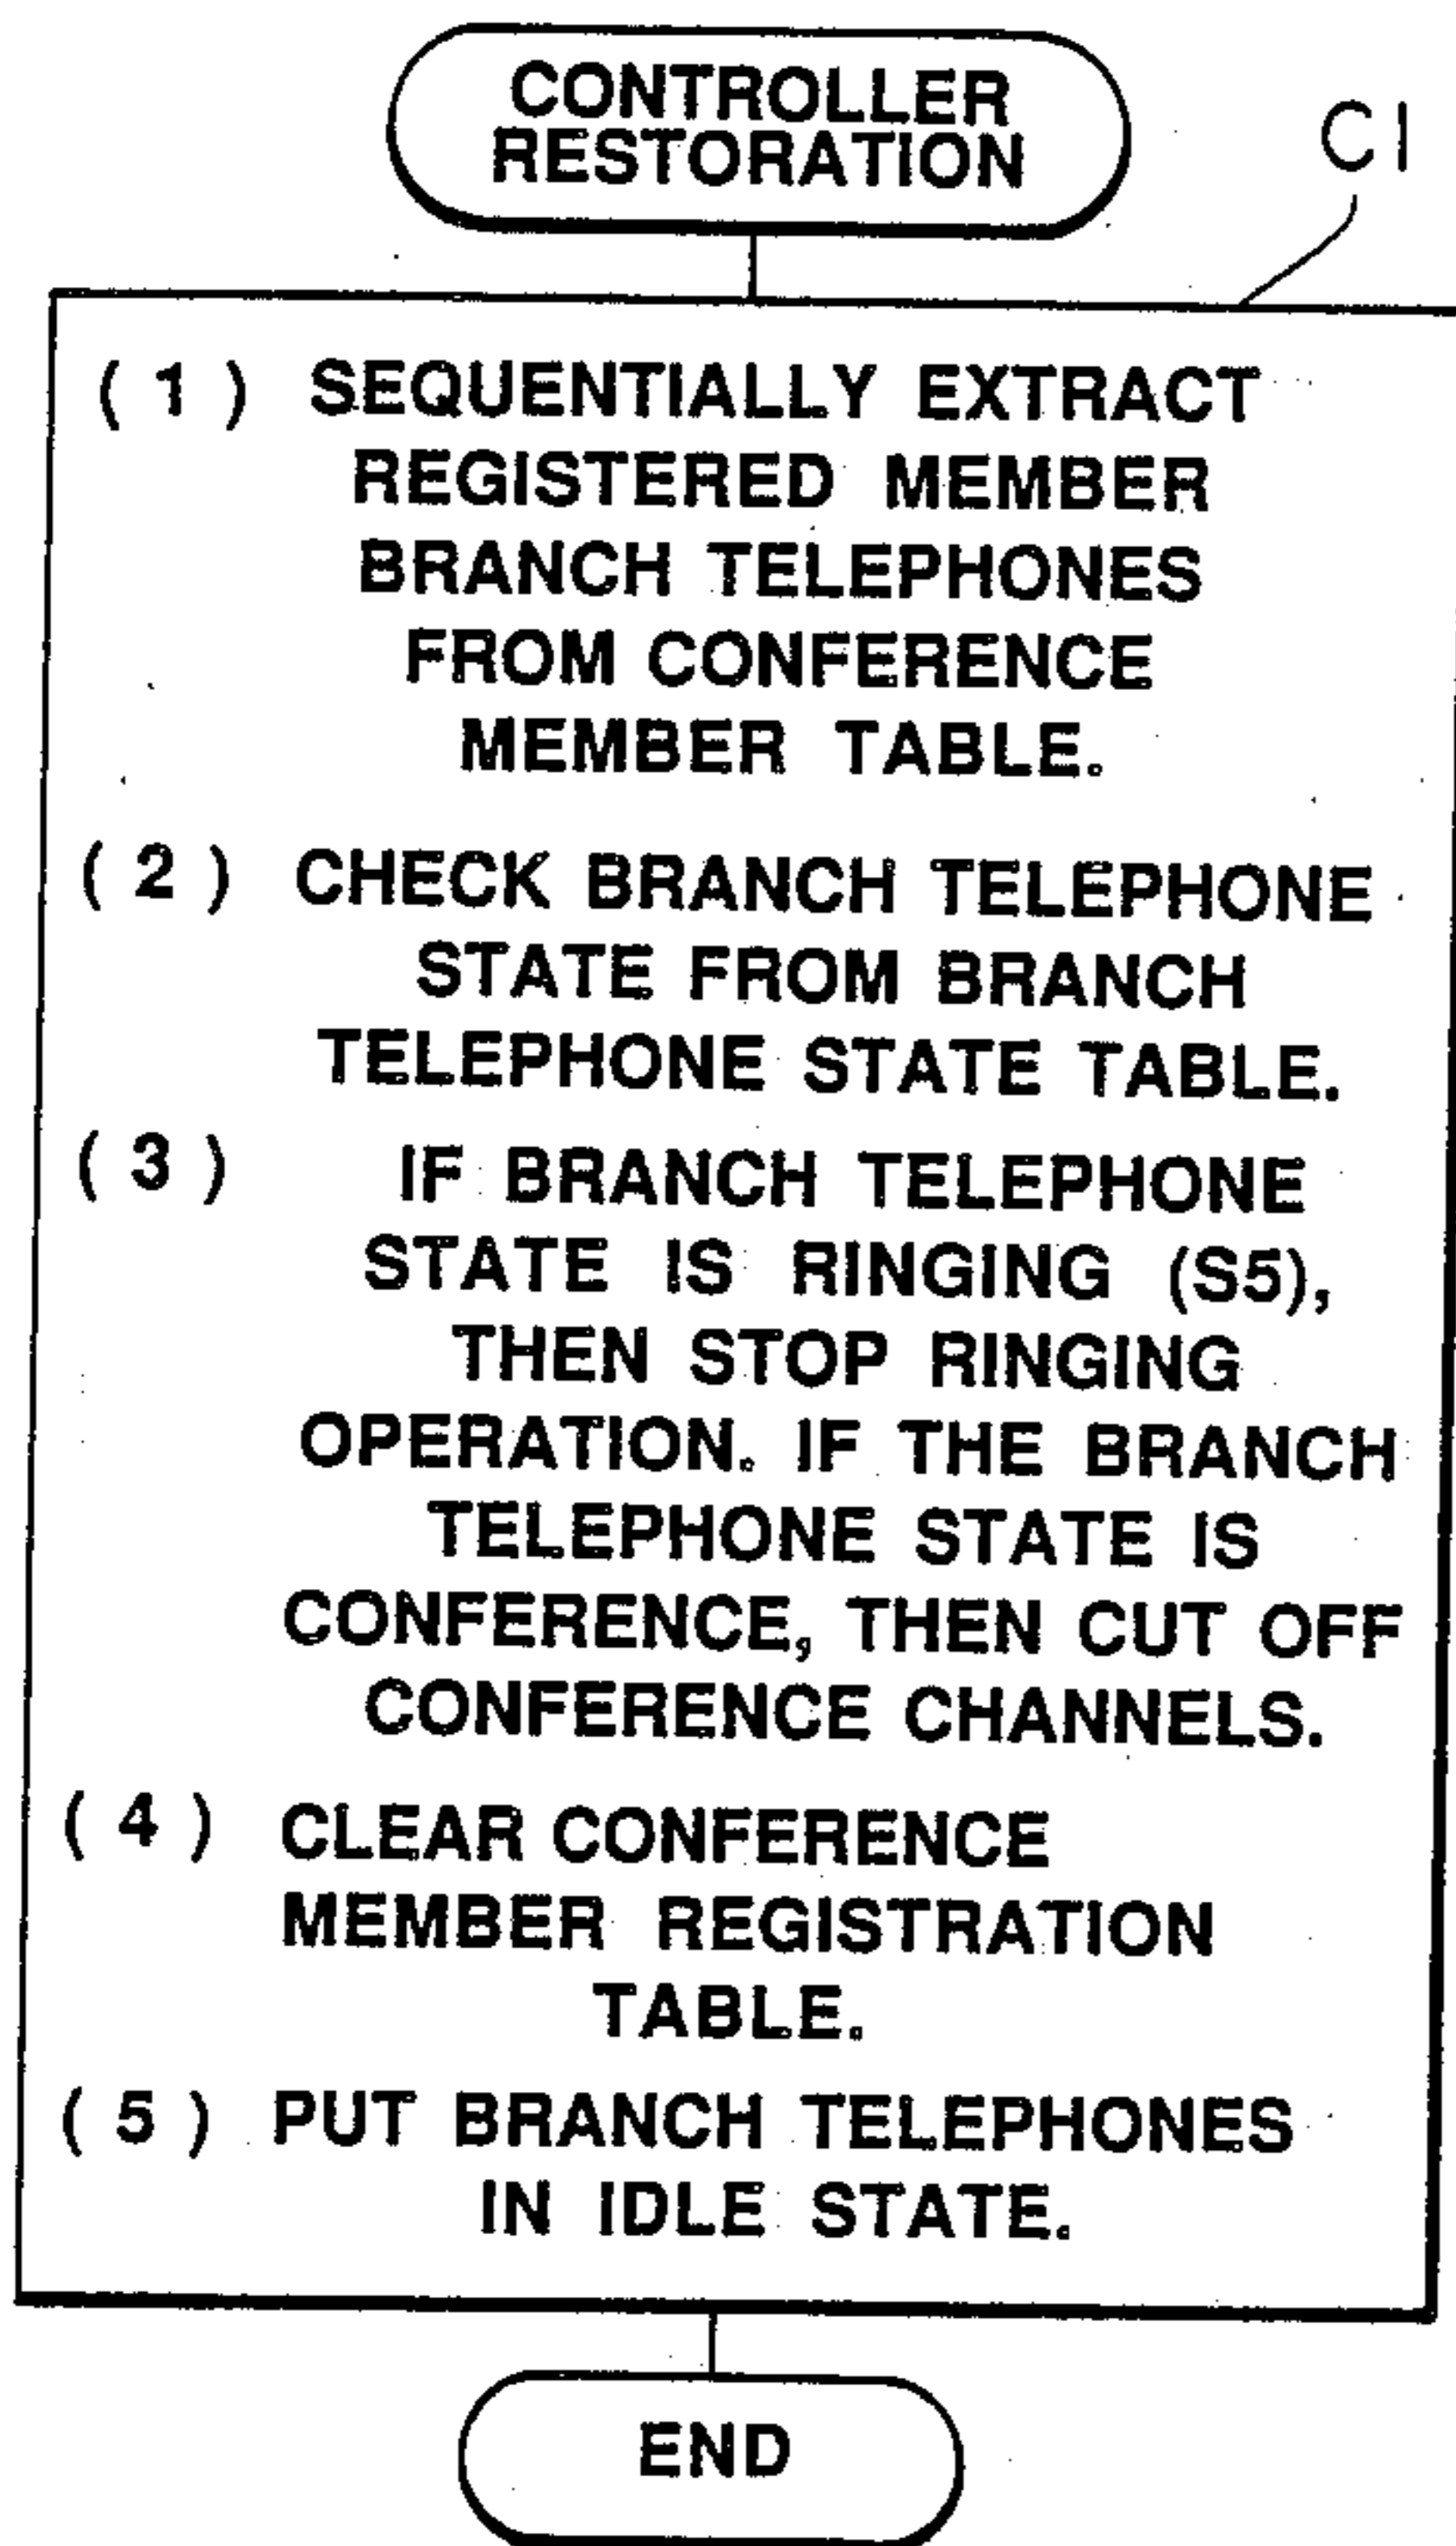 CONTROLLER
RESTORATION
C1
( 1 ) SEQUENTIALLY EXTRACT
REGISTERED MEMBER
BRANCH TELEPHONES
FROM CONFERENCE
MEMBER TABLE.
( 2 ) CHECK BRANCH TELEPHONE
STATE FROM BRANCH
TELEPHONE STATE TABLE.
( 3 ) IF BRANCH TELEPHONE
STATE IS RINGING (S5),
THEN STOP RINGING
OPERATION. IF THE BRANCH
TELEPHONE STATE IS
CONFERENCE, THEN CUT OFF
CONFERENCE CHANNELS.
( 4 ) CLEAR CONFERENCE
MEMBER REGISTRATION
TABLE.
( 5 ) PUT BRANCH TELEPHONES
IN IDLE STATE.
END